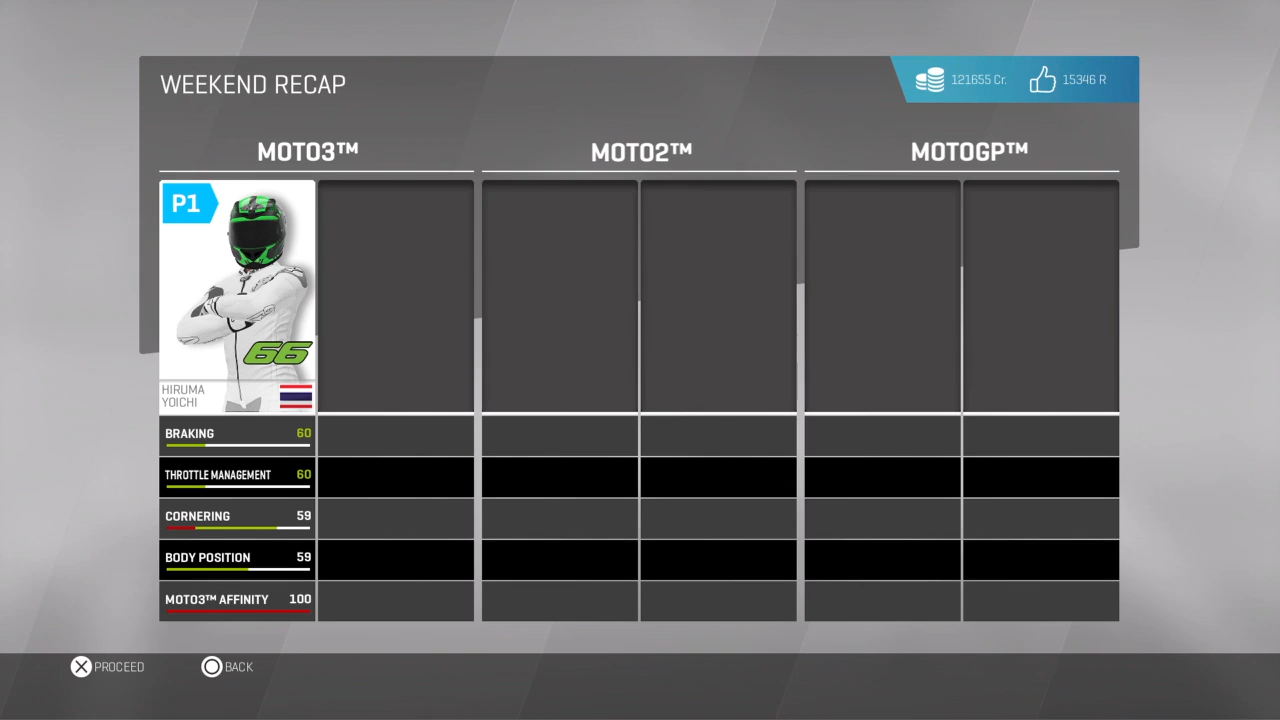 WEEKEND RECAP
121655 Cr.
15346 R
MOTO3™
MOTO2™
MOTOGP™
P1
66
HIRUMA
YOICHI
BRAKING 60
THROTTLE MANAGEMENT 60
CORNERING 59
BODY POSITION 59
MOTO3™ AFFINITY 100
PROCEED
BACK